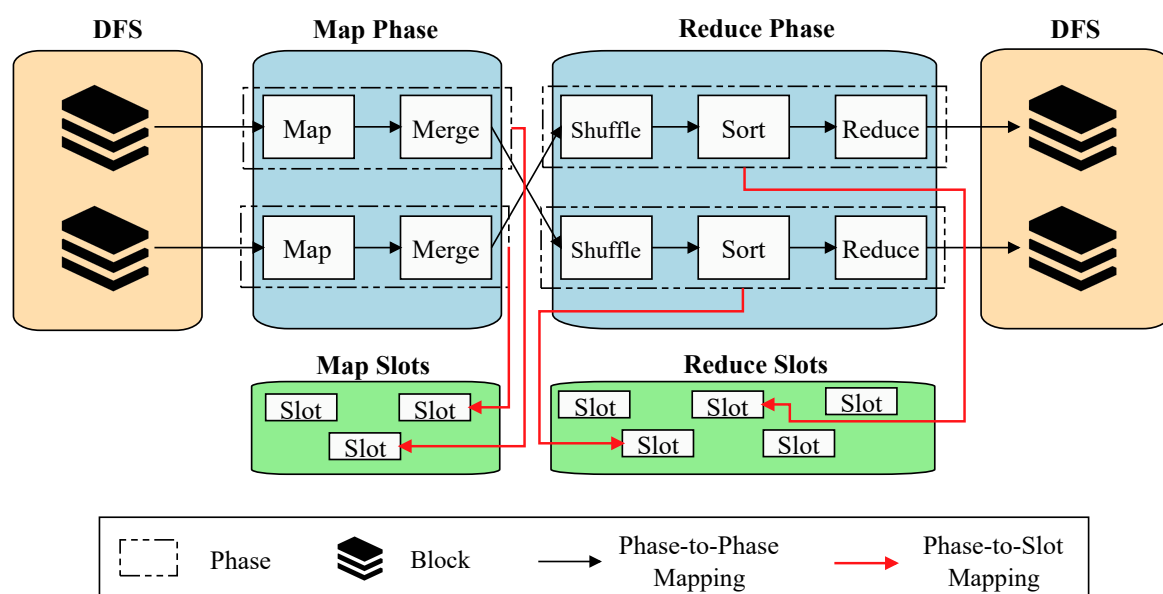 DFS
Map Phase
Reduce Phase
DFS
Map
Merge
Shuffle
Sort
Reduce
Map
Merge
Shuffle
Sort
Reduce
Map Slots
Reduce Slots
Slot
Slot
Slot
Slot
Slot
Slot
Slot
Slot
Phase
Block
Phase-to-Phase
Mapping
Phase-to-Slot
Mapping